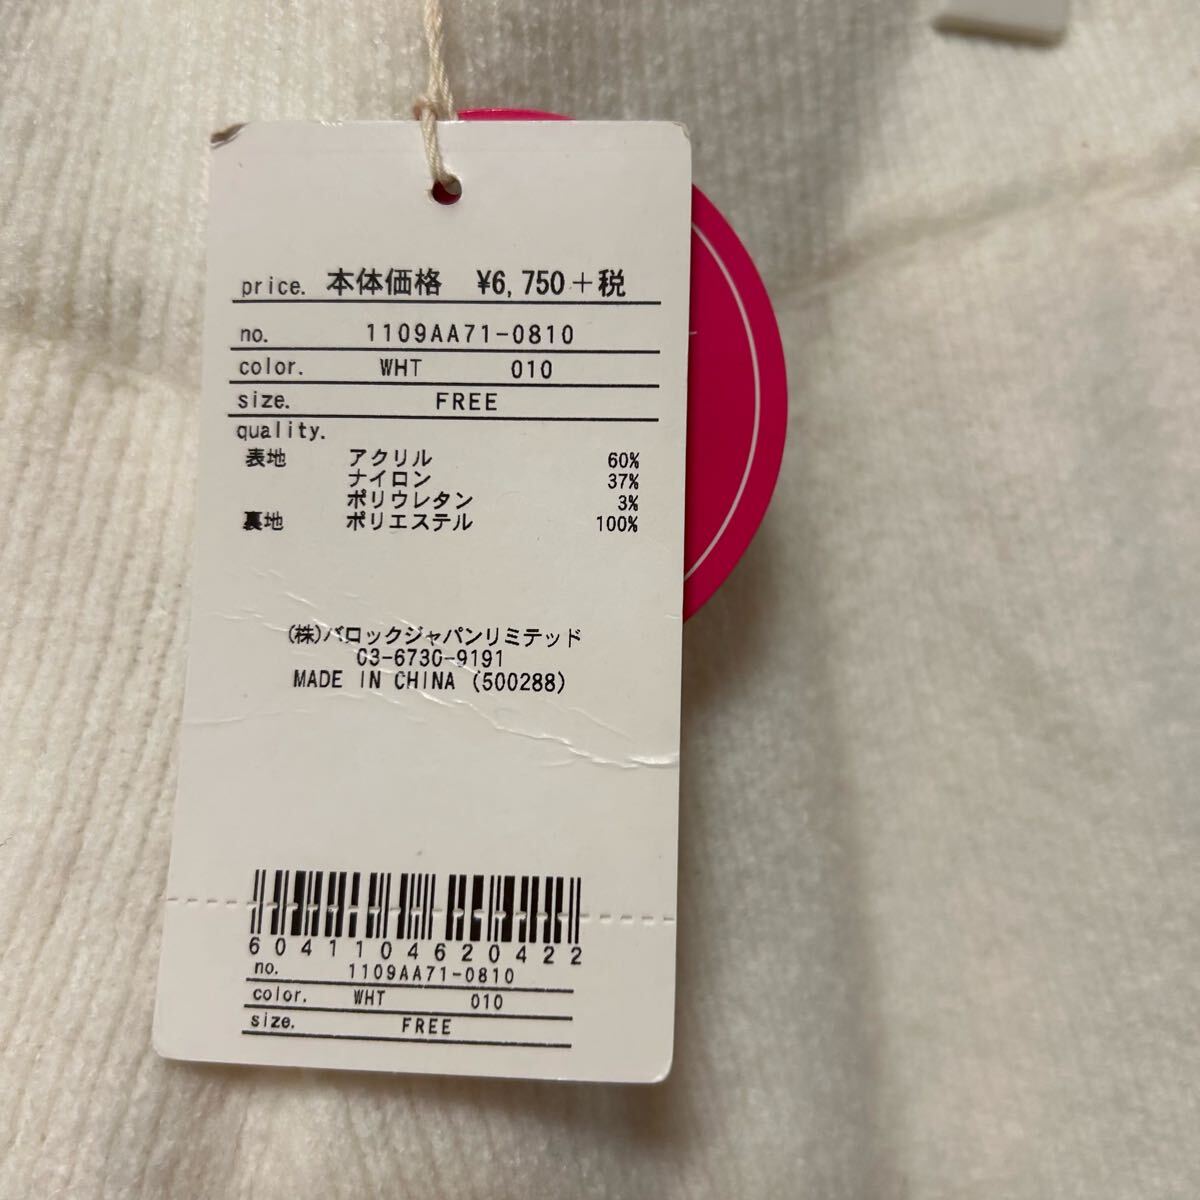 price. 本体価格 ¥6,750+税
no. 1109AA71-0810
color. WHT 010
size. FREE
quality.
表地 アクリル 60%
ナイロン 37%
ポリウレタン 3%
裏地 ポリエステル 100%
(株)バロックジャパンリミテッド
03-6730-9191
MADE IN CHINA (500288)
604110462042​2
no. 1109AA71-0810
color. WHT 010
size. FREE